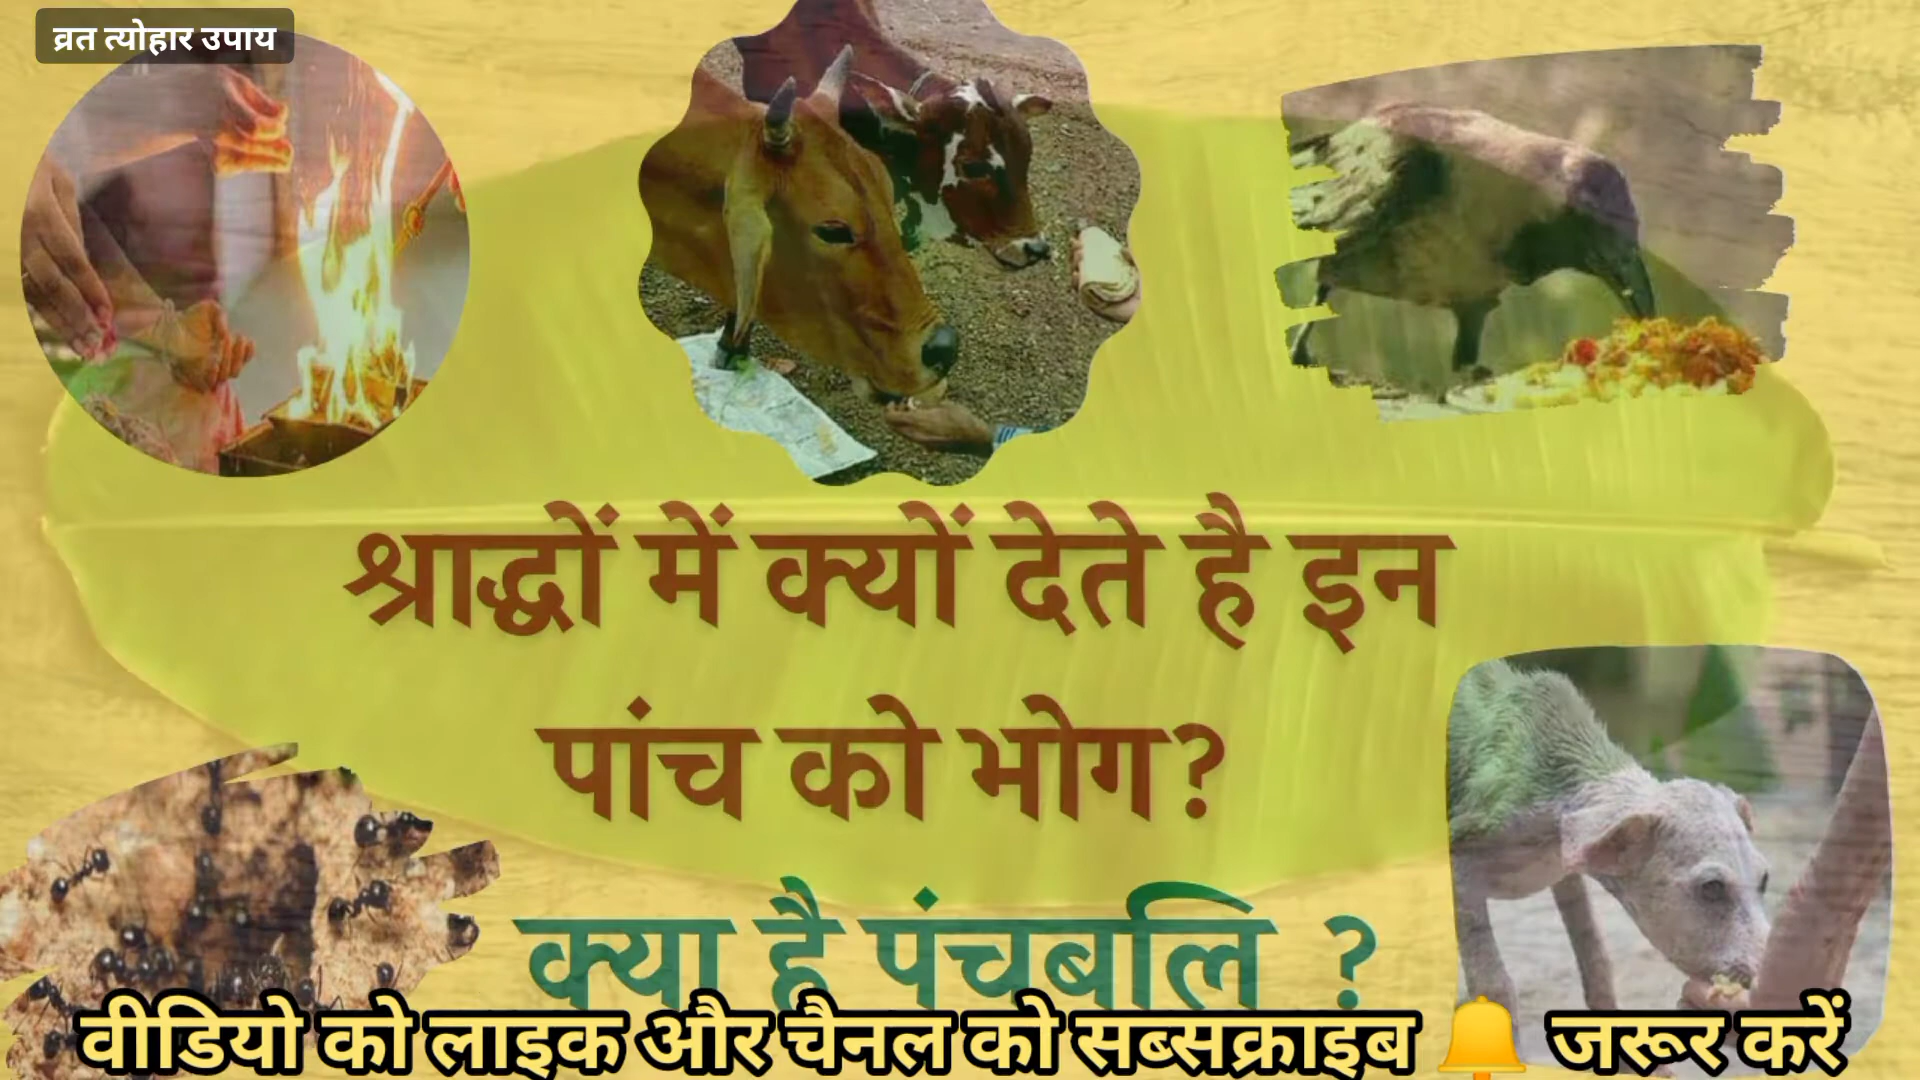 व्रत त्योहार उपाय
श्राद्धों में क्यों देते है इन
पांच को भोग?
क्या है पंचबलि ?
वीडियो को लाइक और चैनल को सब्सक्राइब 🔔 जरूर करें